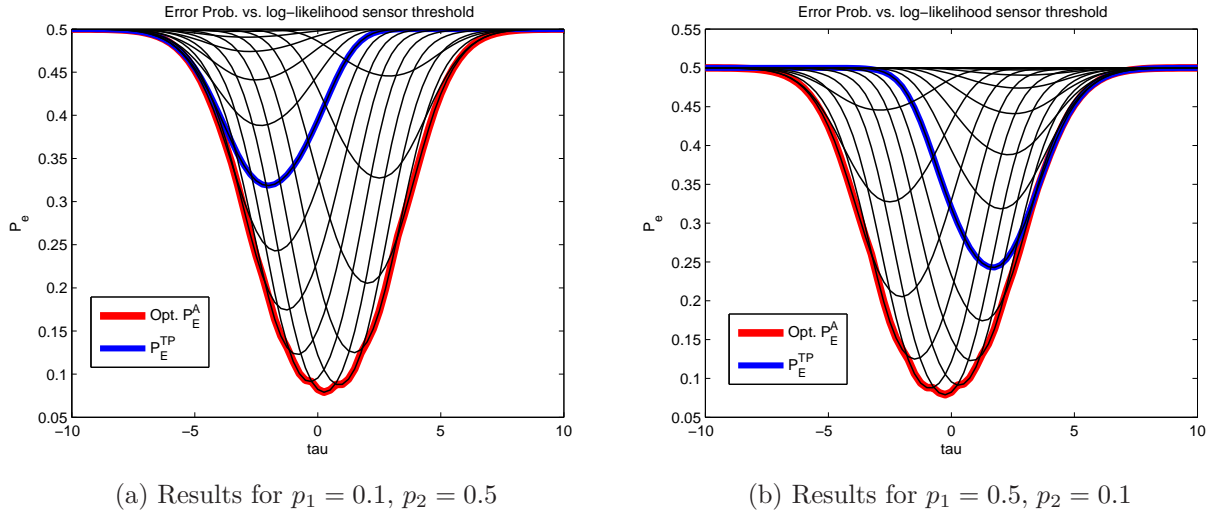 Error Prob. vs. log−likelihood sensor threshold
0.5
0.45
0.4
0.35
0.3
0.25
0.2
0.15
0.1
0.05
P_e
Opt. P_E^A
P_E^TP
−10
−5
0
5
10
tau
(a) Results for p₁ = 0.1, p₂ = 0.5
Error Prob. vs. log−likelihood sensor threshold
0.55
0.5
0.45
0.4
0.35
0.3
0.25
0.2
0.15
0.1
0.05
P_e
Opt. P_E^A
P_E^TP
−10
−5
0
5
10
tau
(b) Results for p₁ = 0.5, p₂ = 0.1